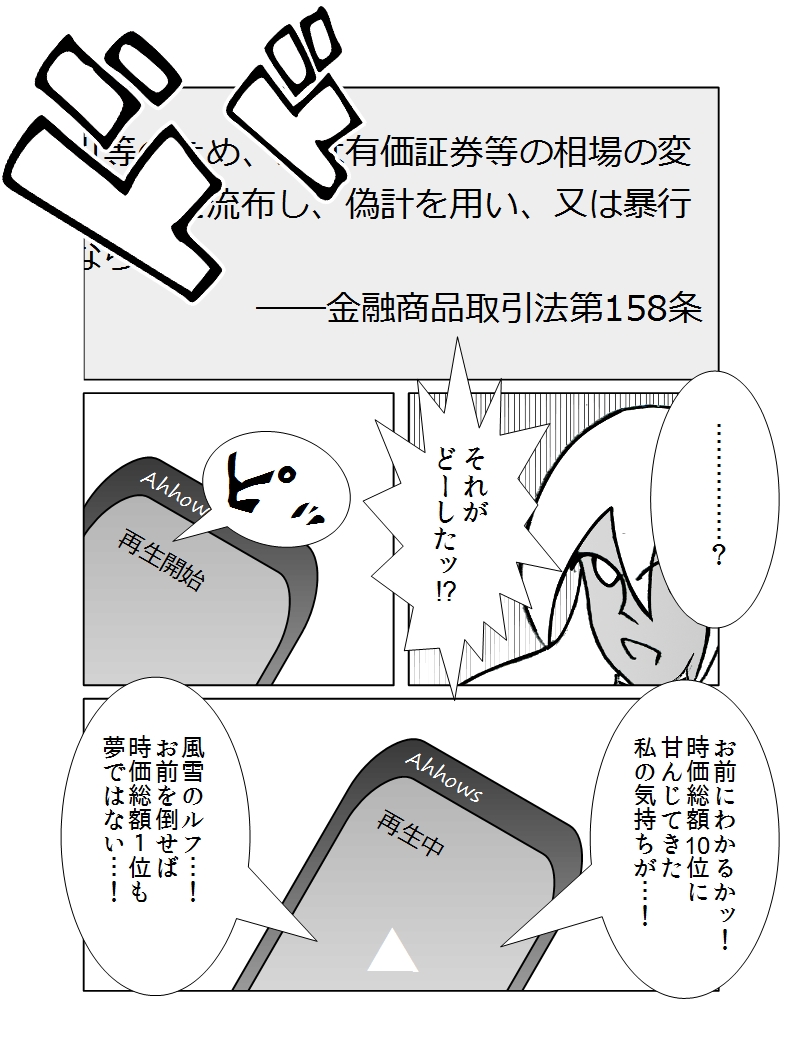 ドド
等の
め、
有価証券等の相場の変
流布し、偽計を用い、又は暴行
なら
――金融商品取引法第158条
……………?
それが
どーしたッ!?
Ahhows
再生開始
ピッ
お前にわかるかッ!
時価総額10位に
甘んじてきた
私の気持ちが…!
Ahhows
再生中
風雪のルフ…!
お前を倒せば
時価総額1位も
夢ではない…!